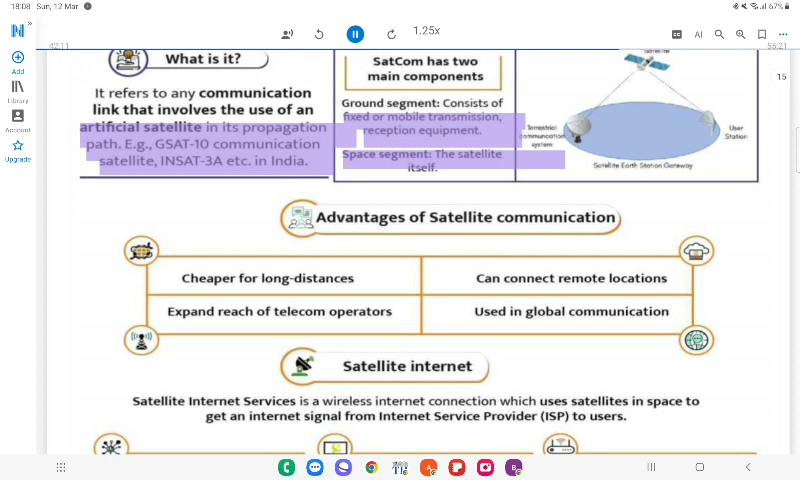 18:08 Sun, 12 Mar
67%
N
»
Add
Library
Account
Upgrade
1.25x
AI
42:11
55:21
15
What is it?
It refers to any communication
link that involves the use of an
artificial satellite in its propagation
path. E.g., GSAT-10 communication
satellite, INSAT-3A etc. in India.
SatCom has two
main components
Ground segment: Consists of
fixed or mobile transmission,
reception equipment.
Space segment: The satellite
itself.
Satellite
Terrestrial
communication
system
User
Station
Satellite Earth Station Gateway
Advantages of Satellite communication
Cheaper for long-distances
Can connect remote locations
Expand reach of telecom operators
Used in global communication
Satellite internet
Satellite Internet Services is a wireless internet connection which uses satellites in space to
get an internet signal from Internet Service Provider (ISP) to users.